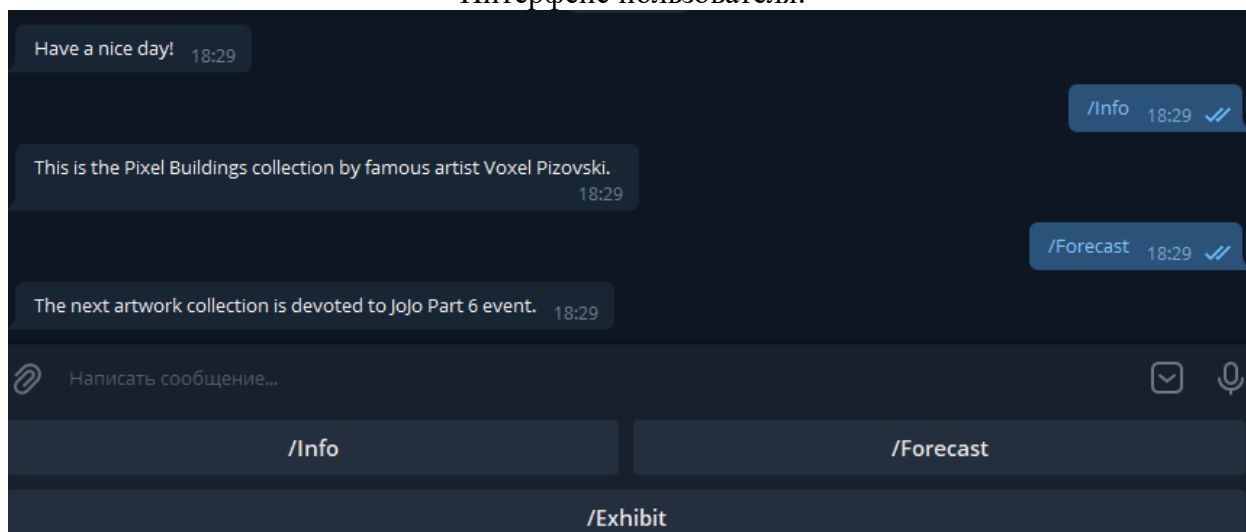 Интерфейс пользователя:
Have a nice day! 18:29
/Info 18:29
This is the Pixel Buildings collection by famous artist Voxel Pizovski.
18:29
/Forecast 18:29
The next artwork collection is devoted to JoJo Part 6 event. 18:29
Написать сообщение...
/Info /Forecast
/Exhibit